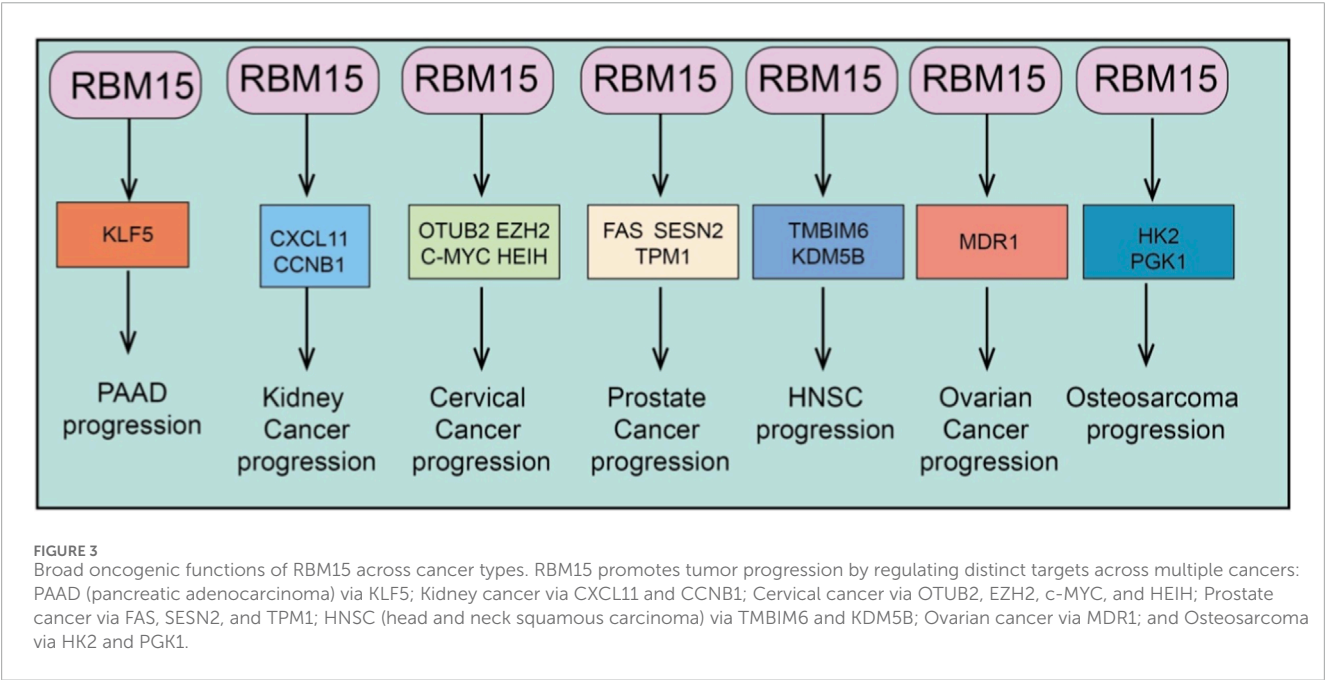 RBM15 RBM15 RBM15 RBM15 RBM15 RBM15 RBM15
KLF5
CXCL11
CCNB1
OTUB2 EZH2
C-MYC HEIH
FAS SESN2
TPM1
TMBIM6
KDM5B
MDR1
HK2
PGK1
PAAD
progression
Kidney
Cancer
progression
Cervical
Cancer
progression
Prostate
Cancer
progression
HNSC
progression
Ovarian
Cancer
progression
Osteosarcoma
progression
FIGURE 3
Broad oncogenic functions of RBM15 across cancer types. RBM15 promotes tumor progression by regulating distinct targets across multiple cancers:
PAAD (pancreatic adenocarcinoma) via KLF5; Kidney cancer via CXCL11 and CCNB1; Cervical cancer via OTUB2, EZH2, c-MYC, and HEIH; Prostate
cancer via FAS, SESN2, and TPM1; HNSC (head and neck squamous carcinoma) via TMBIM6 and KDM5B; Ovarian cancer via MDR1; and Osteosarcoma
via HK2 and PGK1.